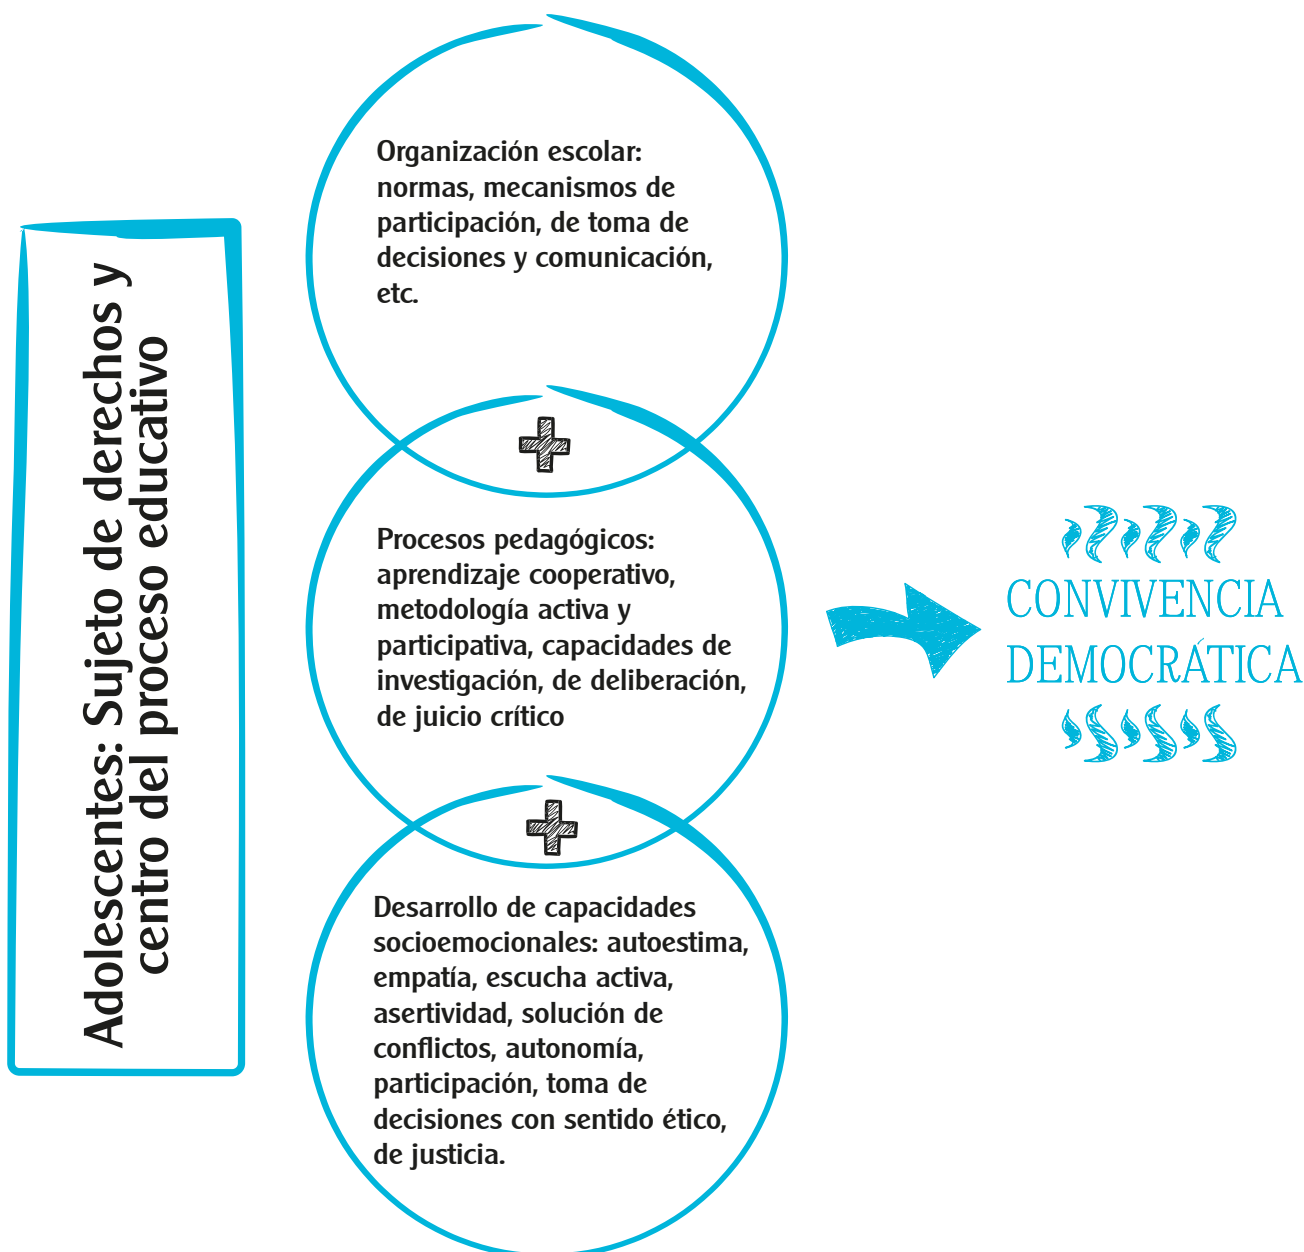 Adolescentes: Sujeto de derechos y
centro del proceso educativo
Organización escolar:
normas, mecanismos de
participación, de toma de
decisiones y comunicación,
etc.
Procesos pedagógicos:
aprendizaje cooperativo,
metodología activa y
participativa, capacidades de
investigación, de deliberación,
de juicio crítico
Desarrollo de capacidades
socioemocionales: autoestima,
empatía, escucha activa,
asertividad, solución de
conflictos, autonomía,
participación, toma de
decisiones con sentido ético,
de justicia.
CONVIVENCIA
DEMOCRÁTICA